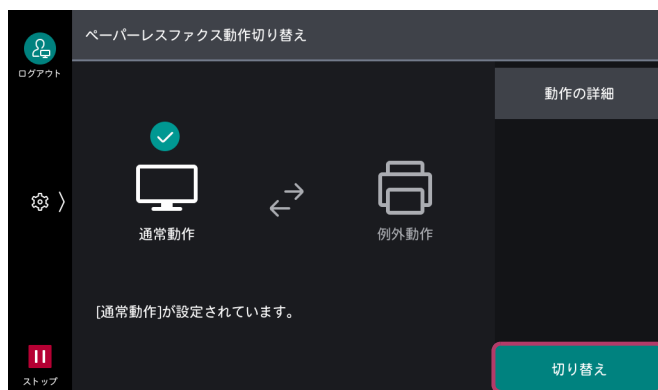 ペーパーレスファクス動作切り替え
ログアウト
動作の詳細
通常動作
例外動作
[通常動作]が設定されています。
ストップ
切り替え